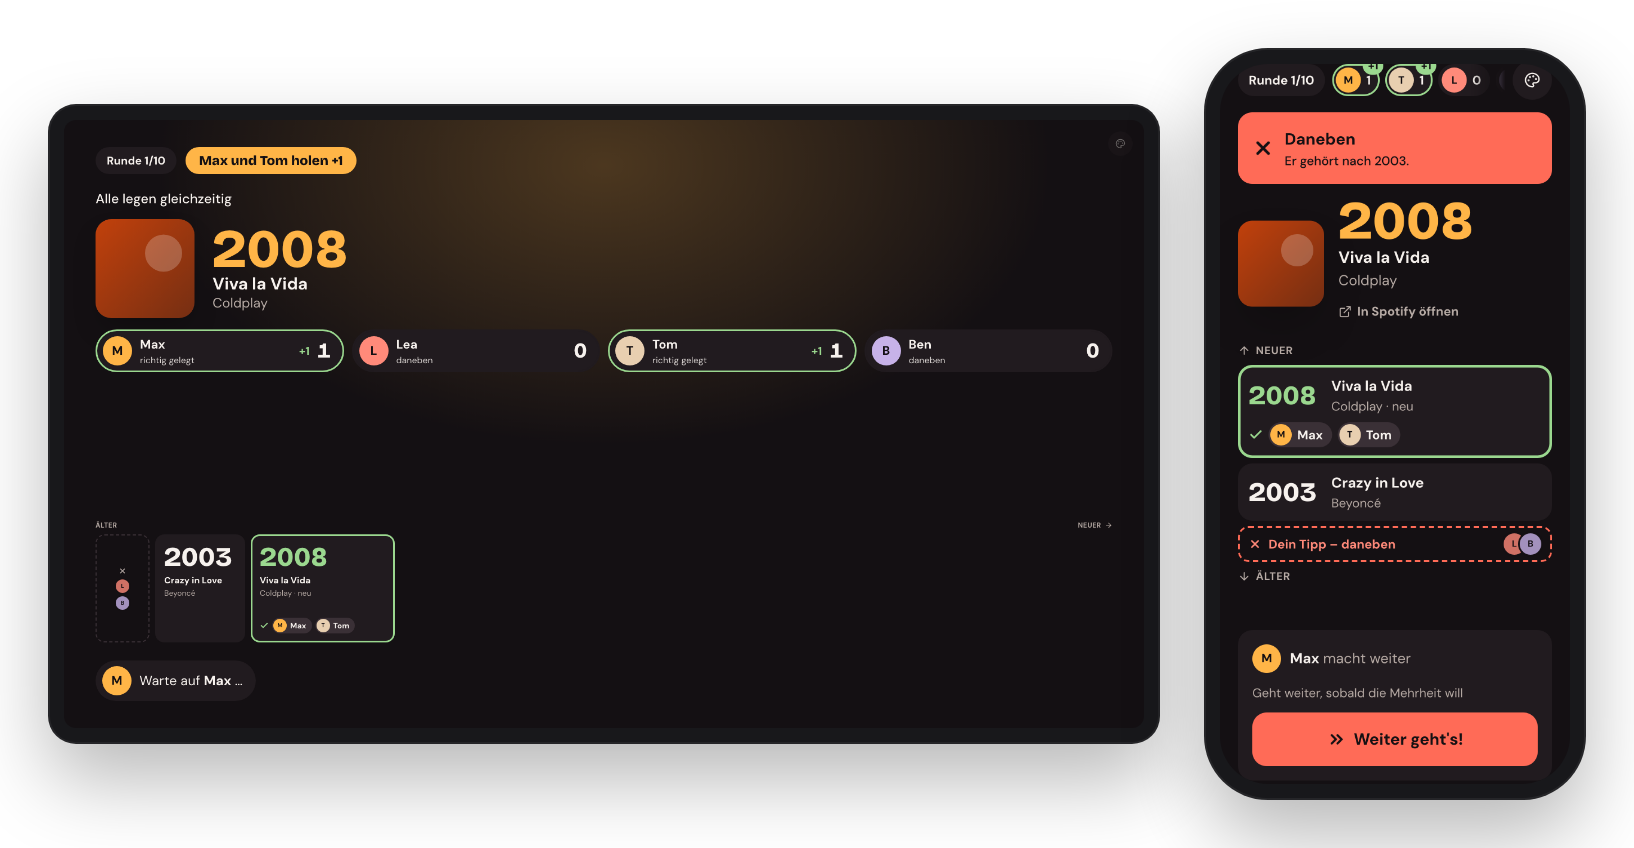 Runde 1/10
Max und Tom holen +1
Alle legen gleichzeitig
2008
Viva la Vida
Coldplay
M
Max
richtig gelegt
+1 1
L
Lea
daneben
0
T
Tom
richtig gelegt
+1 1
B
Ben
daneben
0
ÄLTER
NEUER →
×
L
B
2003
Crazy in Love
Beyoncé
2008
Viva la Vida
Coldplay · neu
✓ M Max T Tom
M Warte auf Max ...
Runde 1/10
M 1
+1
T 1
+1
L 0
× Daneben
Er gehört nach 2003.
2008
Viva la Vida
Coldplay
In Spotify öffnen
↑ NEUER
2008
Viva la Vida
Coldplay · neu
✓ M Max T Tom
2003
Crazy in Love
Beyoncé
× Dein Tipp – daneben L B
↓ ÄLTER
M Max macht weiter
Geht weiter, sobald die Mehrheit will
Weiter geht's!